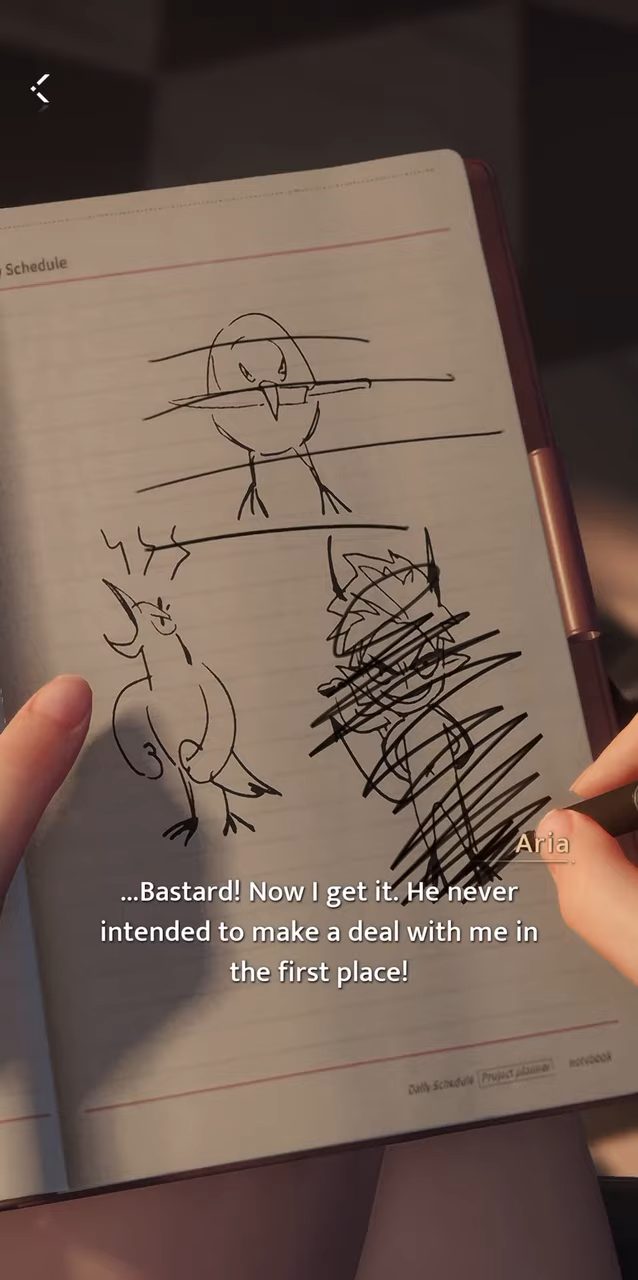 y Schedule
Aria
...Bastard! Now I get it. He never
intended to make a deal with me in
the first place!
Daily Schedule Project planner notebook